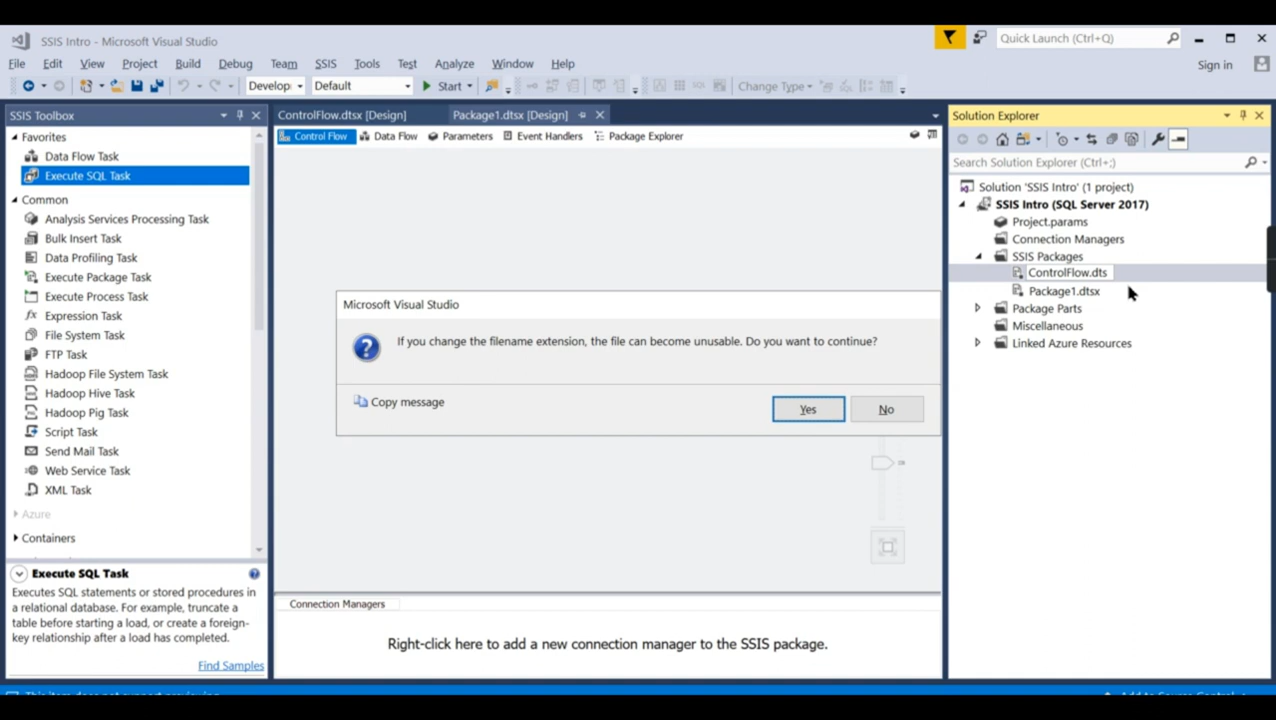 SSIS Intro - Microsoft Visual Studio
Quick Launch (Ctrl+Q)
File Edit View Project Build Debug Team SSIS Tools Test Analyze Window Help
Sign in
Develop Default Start Change Type
SSIS Toolbox
Favorites
Data Flow Task
Execute SQL Task
Common
Analysis Services Processing Task
Bulk Insert Task
Data Profiling Task
Execute Package Task
Execute Process Task
Expression Task
File System Task
FTP Task
Hadoop File System Task
Hadoop Hive Task
Hadoop Pig Task
Script Task
Send Mail Task
Web Service Task
XML Task
Azure
Containers
Execute SQL Task
Executes SQL statements or stored procedures in
a relational database. For example, truncate a
table before starting a load, or create a foreign-
key relationship after a load has completed.
Find Samples
ControlFlow.dtsx [Design] Package1.dtsx [Design]
Control Flow Data Flow Parameters Event Handlers Package Explorer
Microsoft Visual Studio
If you change the filename extension, the file can become unusable. Do you want to continue?
Copy message
Yes No
Connection Managers
Right-click here to add a new connection manager to the SSIS package.
Solution Explorer
Search Solution Explorer (Ctrl+;)
Solution 'SSIS Intro' (1 project)
SSIS Intro (SQL Server 2017)
Project.params
Connection Managers
SSIS Packages
ControlFlow.dts
Package1.dtsx
Package Parts
Miscellaneous
Linked Azure Resources